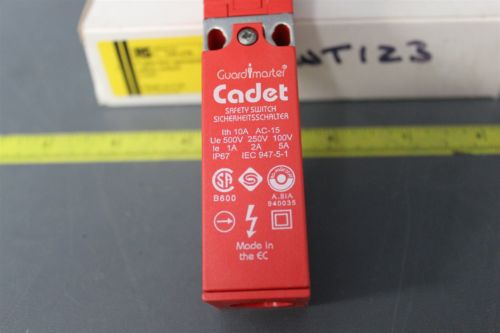 WT123
Guardmaster®
Cadet
SAFETY SWITCH
SICHERHEITSSCHALTER
Ith 10A AC-15
Ue 500V 250V 100V
Ie 1A 2A 5A
IP67 IEC 947-5-1
B600
A.BIA
940035
Made in
the EC